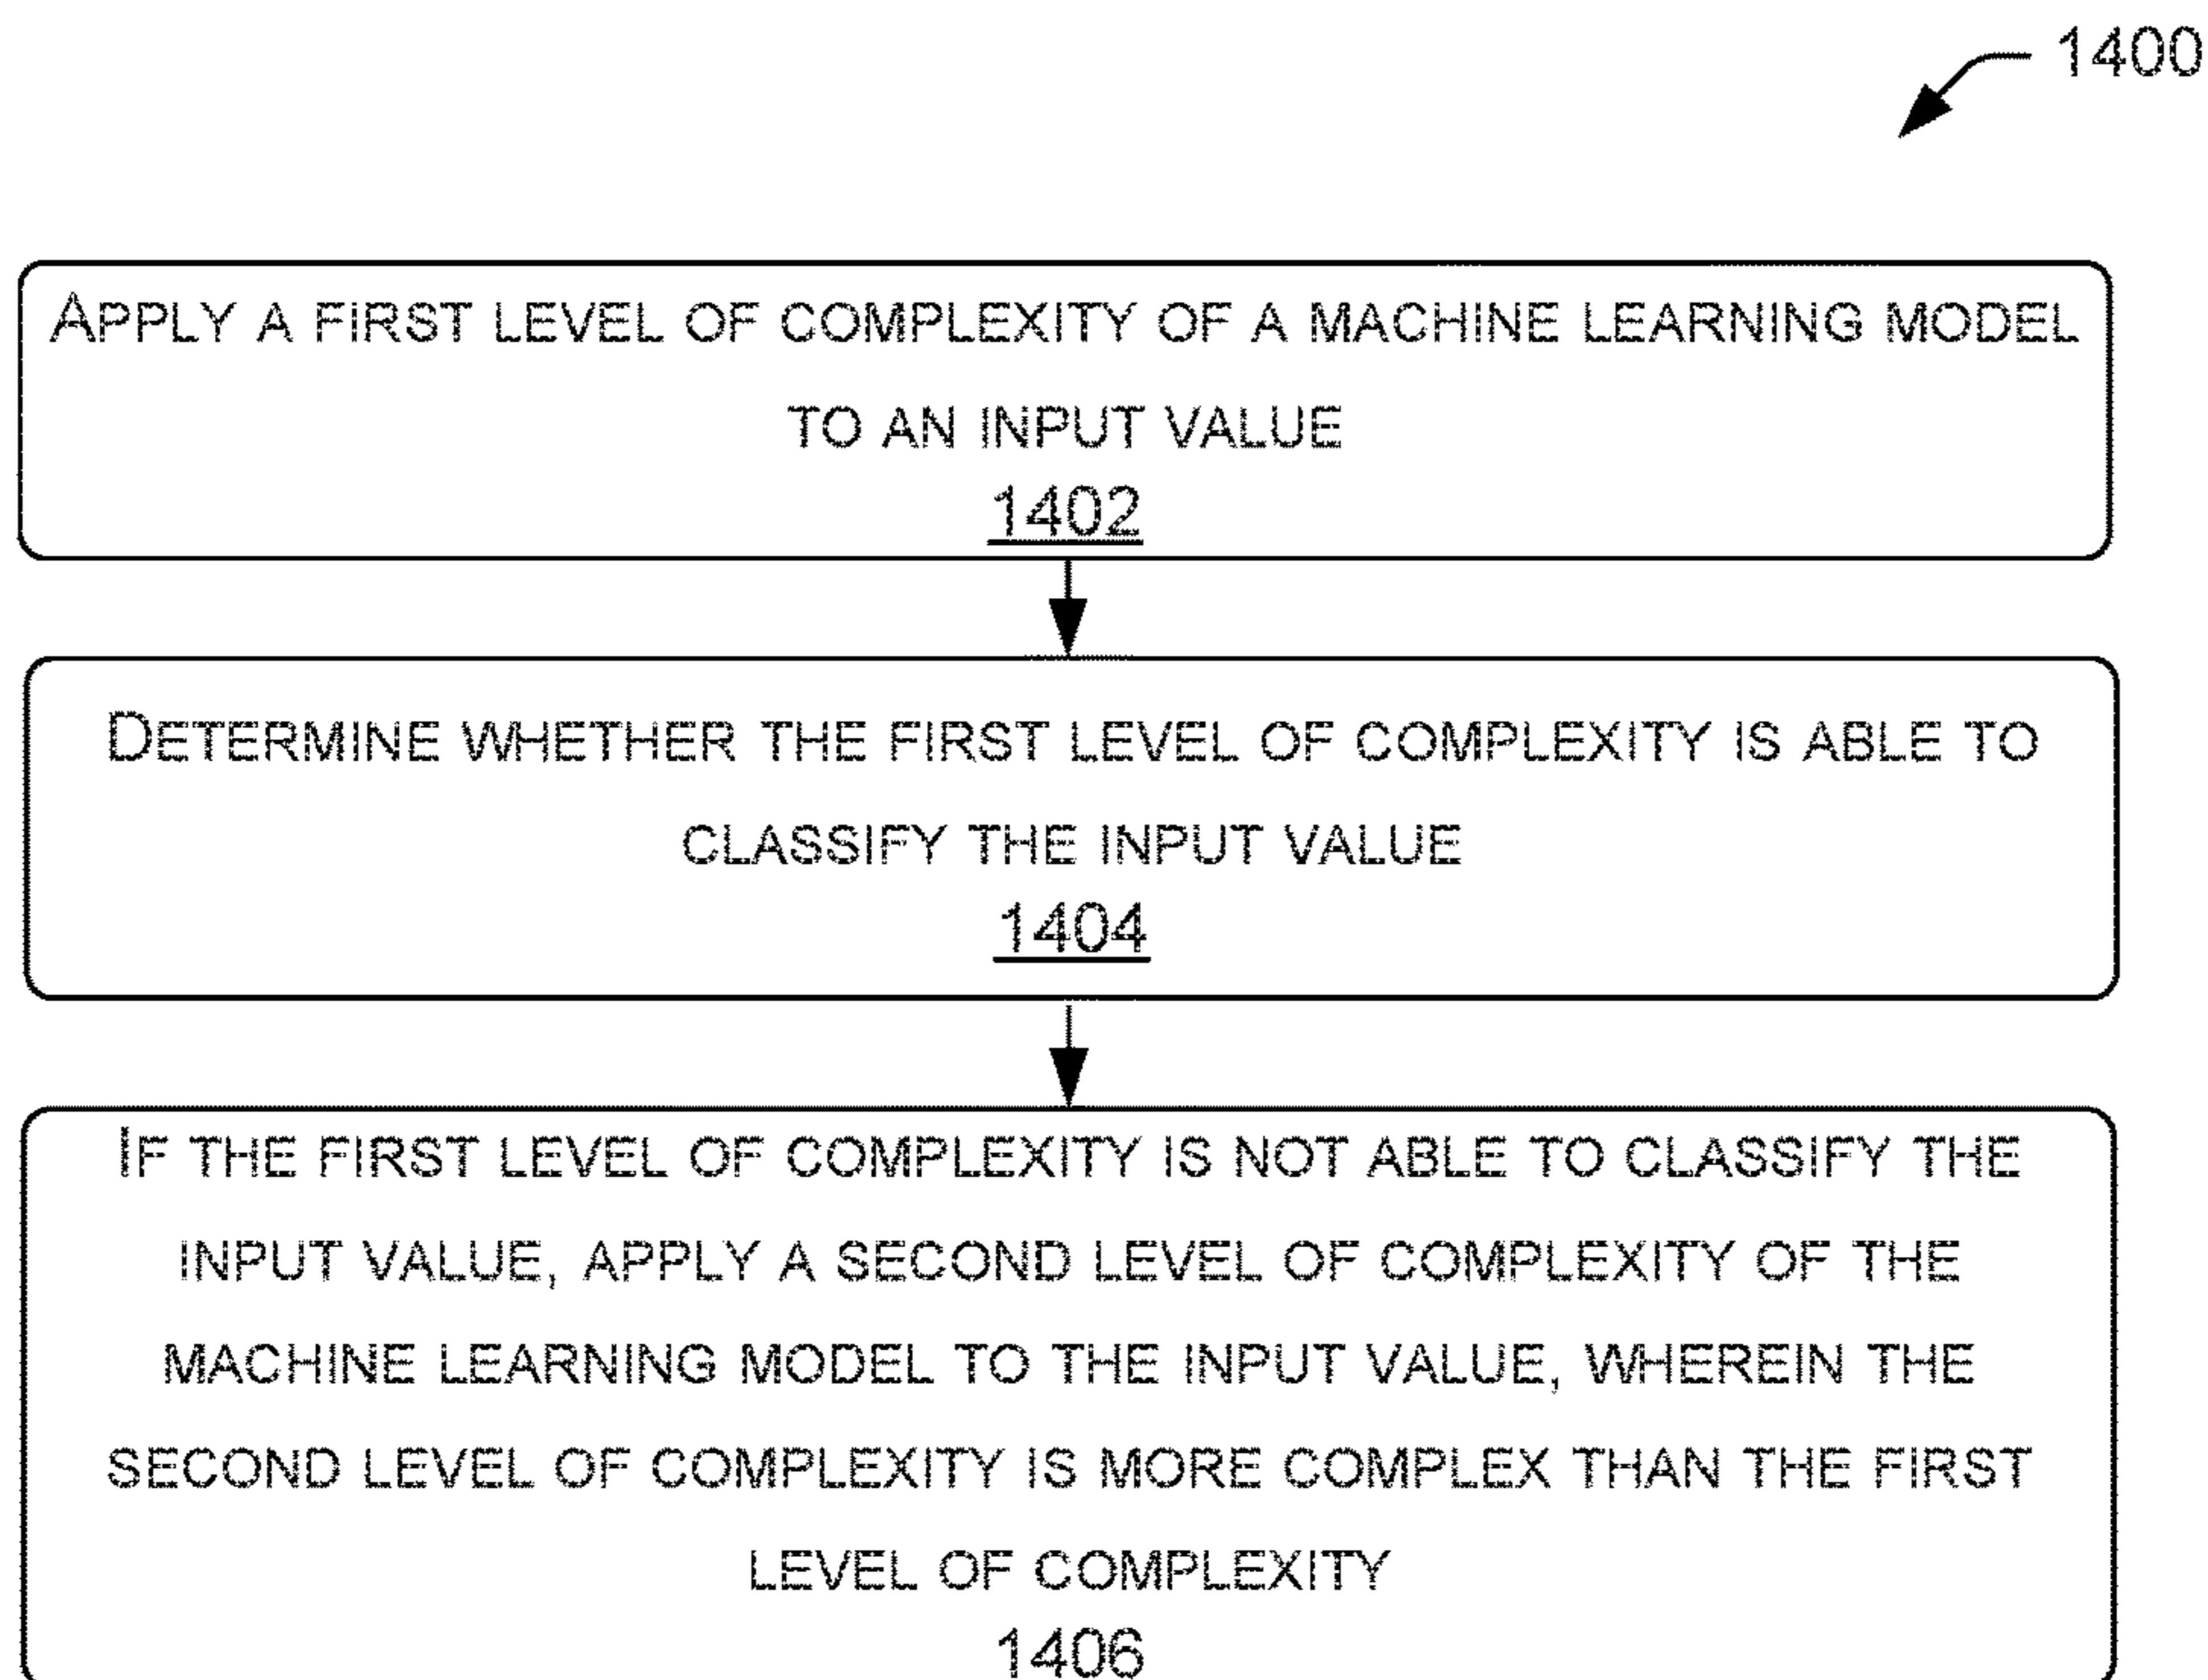 1400
APPLY A FIRST LEVEL OF COMPLEXITY OF A MACHINE LEARNING MODEL
TO AN INPUT VALUE
1402
DETERMINE WHETHER THE FIRST LEVEL OF COMPLEXITY IS ABLE TO
CLASSIFY THE INPUT VALUE
1404
IF THE FIRST LEVEL OF COMPLEXITY IS NOT ABLE TO CLASSIFY THE
INPUT VALUE, APPLY A SECOND LEVEL OF COMPLEXITY OF THE
MACHINE LEARNING MODEL TO THE INPUT VALUE, WHEREIN THE
SECOND LEVEL OF COMPLEXITY IS MORE COMPLEX THAN THE FIRST
LEVEL OF COMPLEXITY
1406